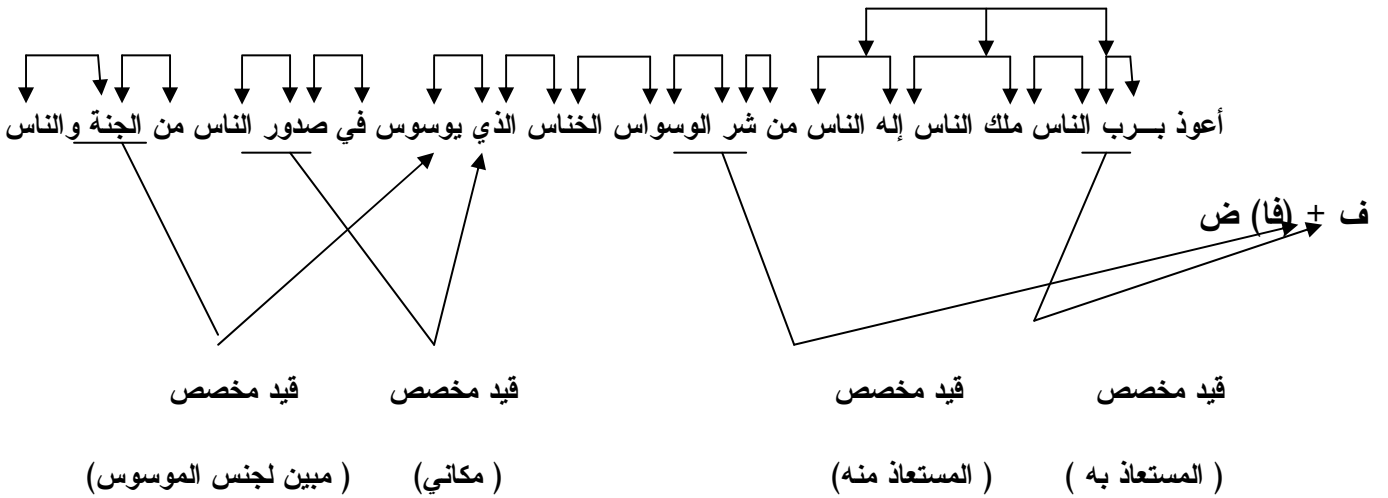 أعوذ بــرب الناس ملك الناس إله الناس من شر الوسواس الخناس الذي يوسوس في صدور الناس من الجنة والناس
ف + (فا) ض
قيد مخصص قيد مخصص قيد مخصص قيد مخصص
( المستعاذ به ) ( المستعاذ منه) ( مكاني) ( مبين لجنس الموسوس)